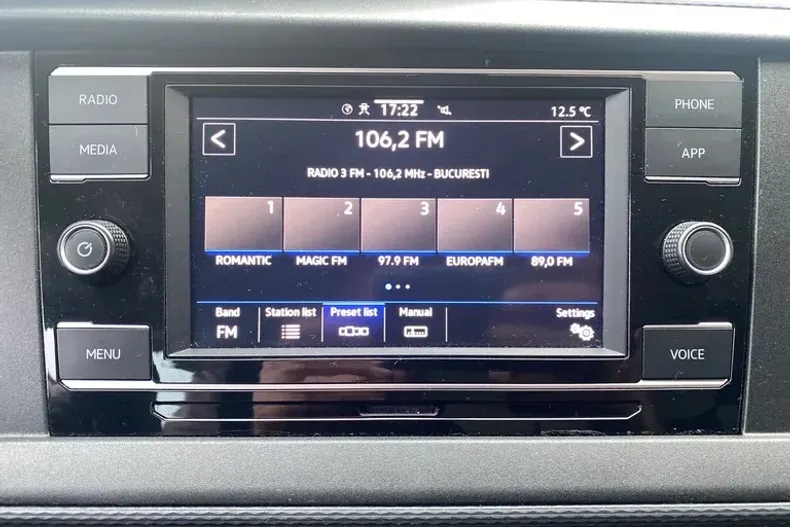 RADIO
MEDIA
MENU
17:22
12.5 °C
106,2 FM
RADIO 3 FM - 106,2 MHz - BUCURESTI
1 2 3 4 5
ROMANTIC MAGIC FM 97.9 FM EUROPAFM 89,0 FM
Band Station list Preset list Manual Settings
FM
PHONE
APP
VOICE